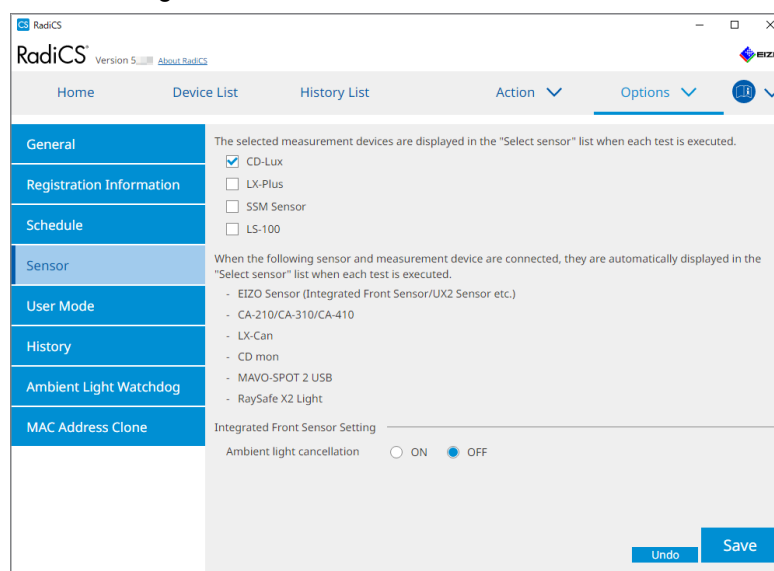 RadiCS
RadiCS® Version 5. About RadiCS
EIZ
Home Device List History List Action Options
General
Registration Information
Schedule
Sensor
User Mode
History
Ambient Light Watchdog
MAC Address Clone
The selected measurement devices are displayed in the "Select sensor" list when each test is executed.
CD-Lux
LX-Plus
SSM Sensor
LS-100
When the following sensor and measurement device are connected, they are automatically displayed in the
"Select sensor" list when each test is executed.
- EIZO Sensor (Integrated Front Sensor/UX2 Sensor etc.)
- CA-210/CA-310/CA-410
- LX-Can
- CD mon
- MAVO-SPOT 2 USB
- RaySafe X2 Light
Integrated Front Sensor Setting
Ambient light cancellation ON OFF
Undo Save